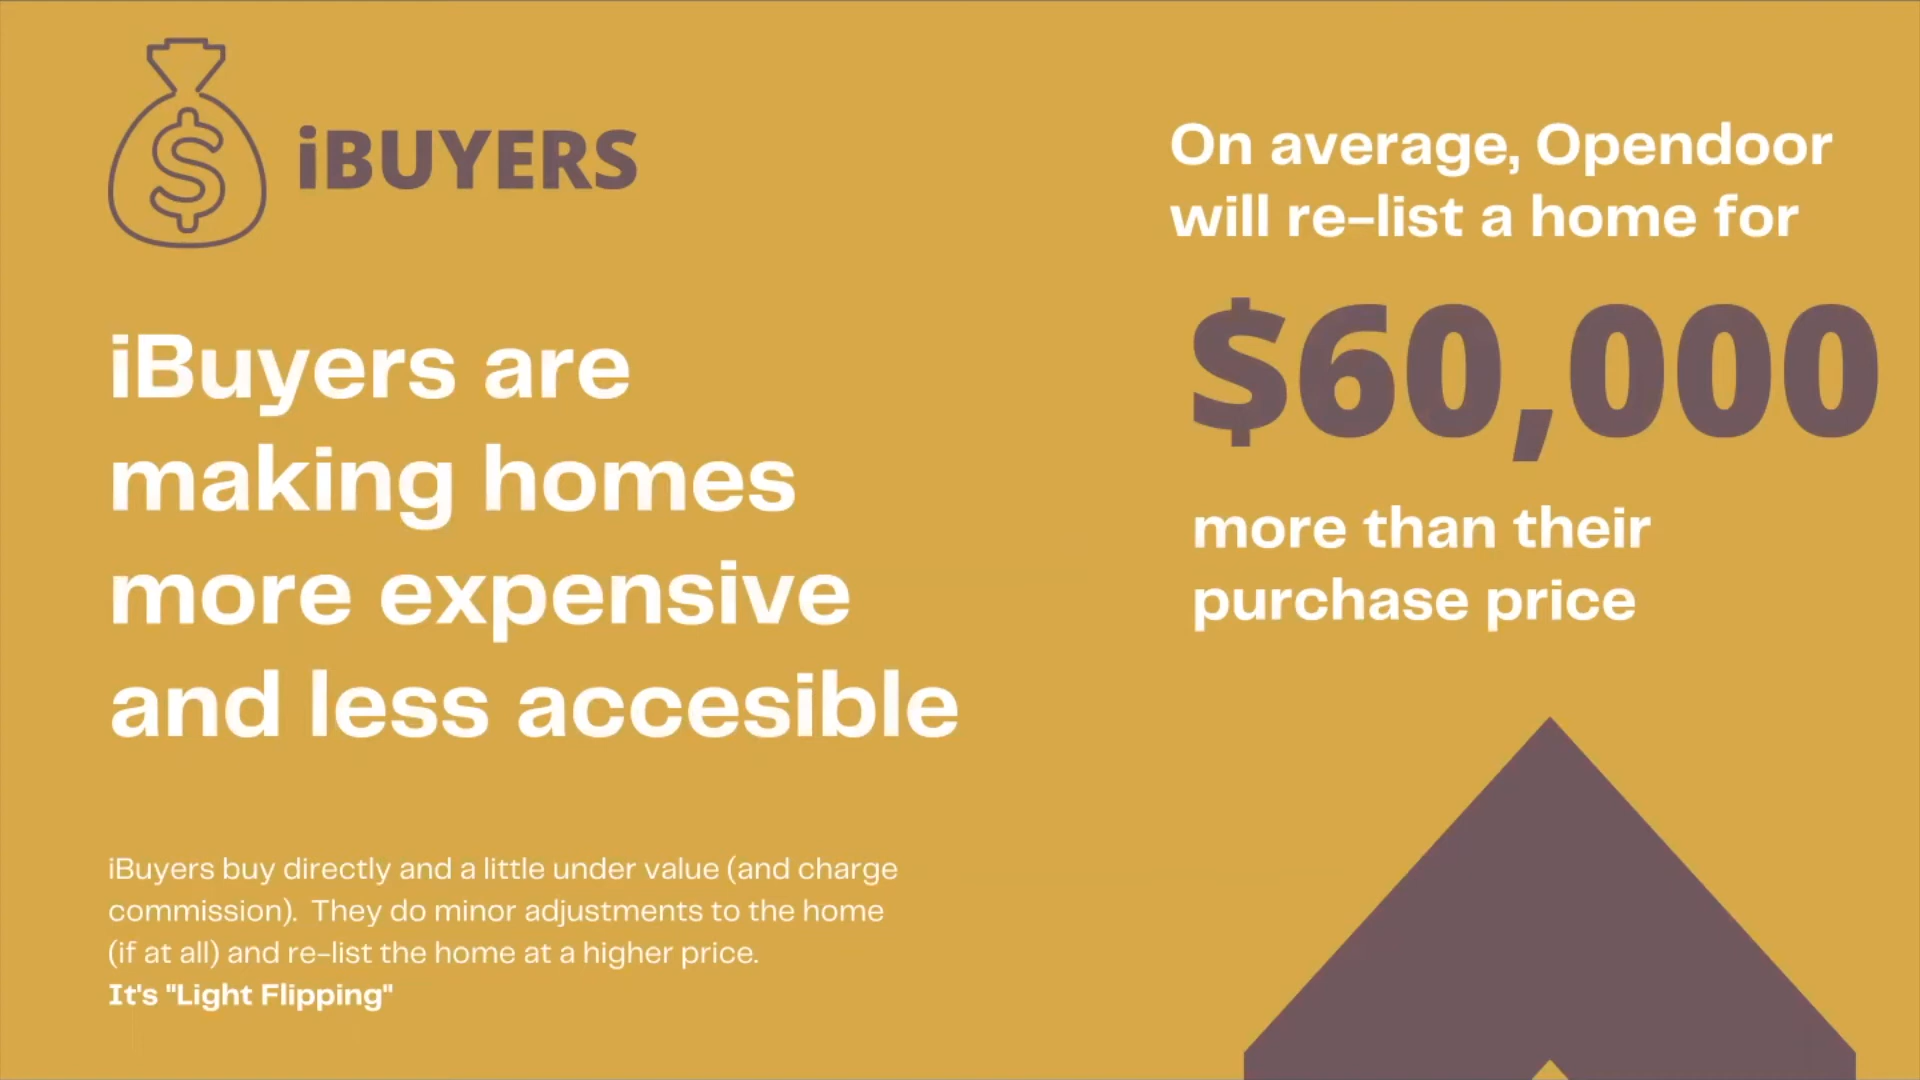 $
iBUYERS
iBuyers are
making homes
more expensive
and less accesible
iBuyers buy directly and a little under value (and charge
commission).  They do minor adjustments to the home
(if at all) and re-list the home at a higher price.
It's "Light Flipping"
On average, Opendoor
will re-list a home for
$60,000
more than their
purchase price